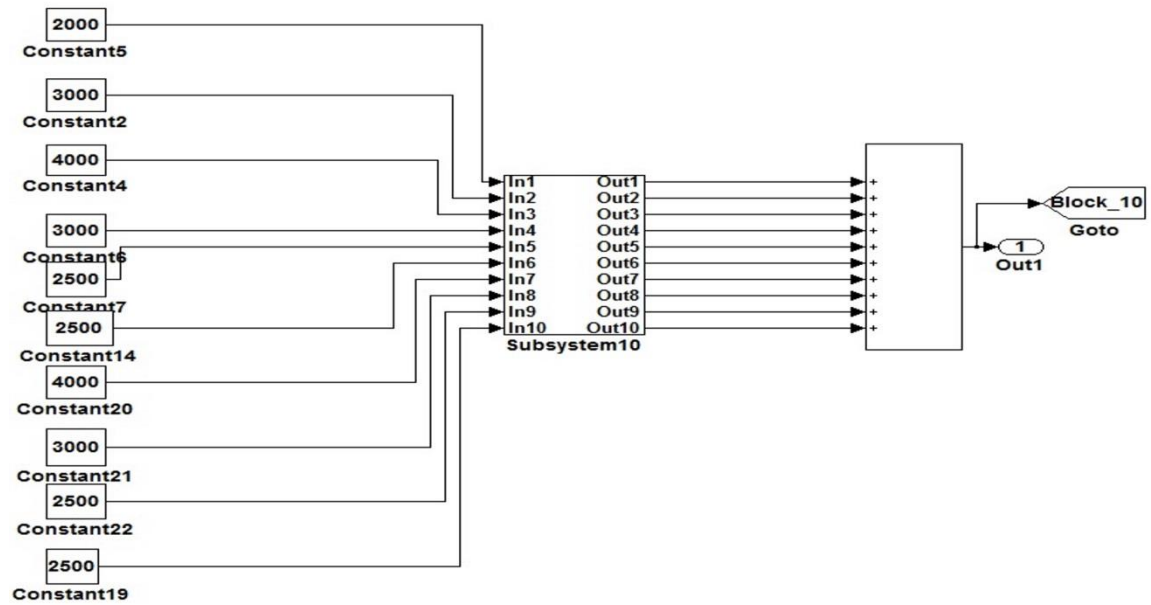 2000
Constant5
3000
Constant2
4000
Constant4
3000
Constant6
2500
Constant7
2500
Constant14
4000
Constant20
3000
Constant21
2500
Constant22
2500
Constant19
In1 Out1
In2 Out2
In3 Out3
In4 Out4
In5 Out5
In6 Out6
In7 Out7
In8 Out8
In9 Out9
In10 Out10
Subsystem10
+
+
+
+
+
+
+
+
+
+
Block_10
Goto
1
Out1